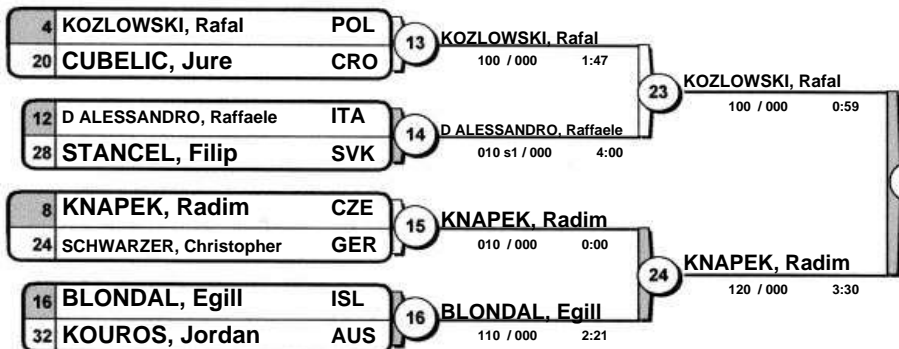 4 KOZLOWSKI, Rafal POL
20 CUBELIC, Jure CRO
13
KOZLOWSKI, Rafal
100 / 000 1:47
12 D ALESSANDRO, Raffaele ITA
28 STANCEL, Filip SVK
14
D ALESSANDRO, Raffaele
010 s1 / 000 4:00
23
KOZLOWSKI, Rafal
100 / 000 0:59
8 KNAPEK, Radim CZE
24 SCHWARZER, Christopher GER
15
KNAPEK, Radim
010 / 000 0:00
16 BLONDAL, Egill ISL
32 KOUROS, Jordan AUS
16
BLONDAL, Egill
110 / 000 2:21
24
KNAPEK, Radim
120 / 000 3:30